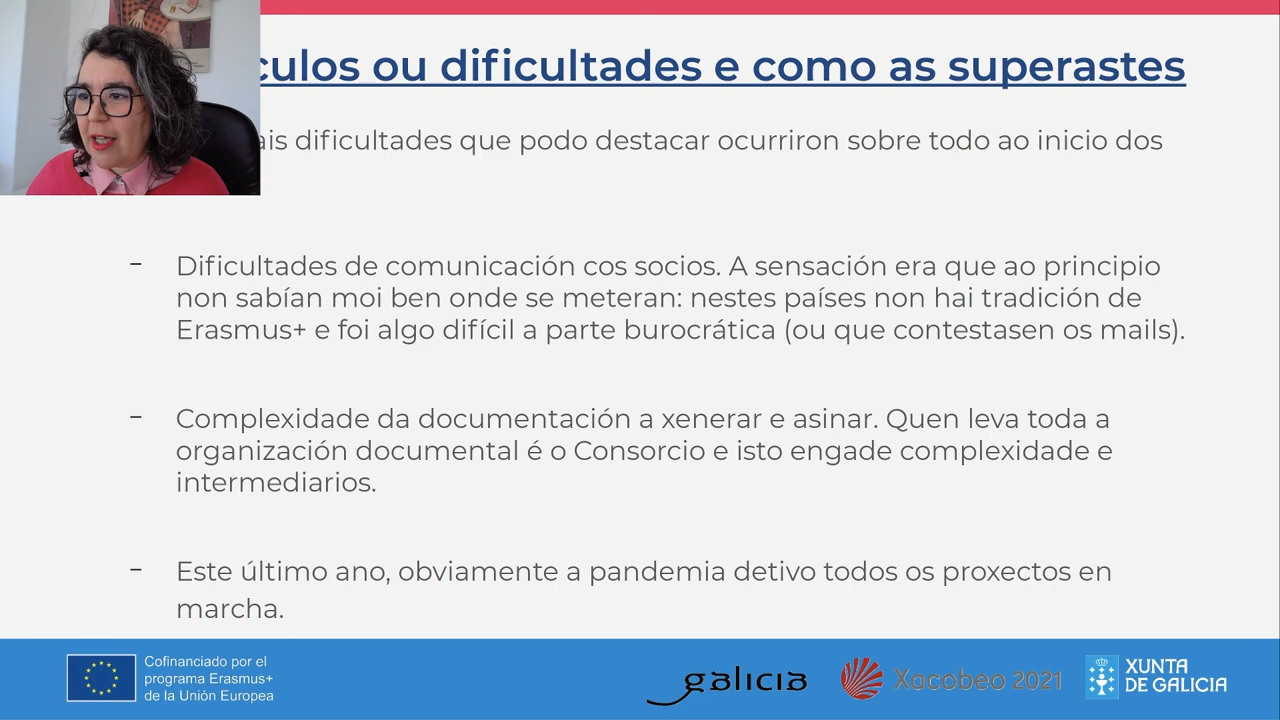 culos ou dificultades e como as superastes
ais dificultades que podo destacar ocurriron sobre todo ao inicio dos
- Dificultades de comunicación cos socios. A sensación era que ao principio
non sabían moi ben onde se meteran: nestes países non hai tradición de
Erasmus+ e foi algo difícil a parte burocrática (ou que contestasen os mails).
- Complexidade da documentación a xenerar e asinar. Quen leva toda a
organización documental é o Consorcio e isto engade complexidade e
intermediarios.
- Este último ano, obviamente a pandemia detivo todos os proxectos en
marcha.
Cofinanciado por el
programa Erasmus+
de la Unión Europea
galicia
Xacobeo 2021
XUNTA
DE GALICIA